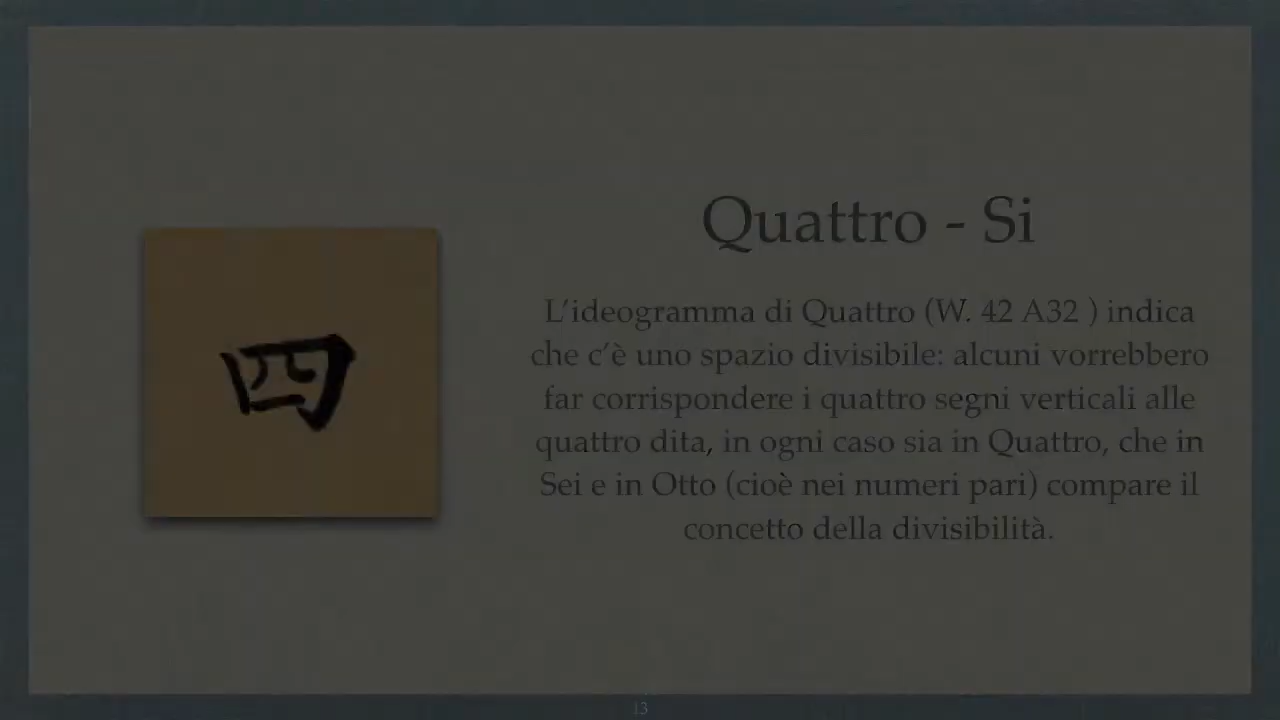 四
Quattro - Si
L’ideogramma di Quattro (W. 42 A32 ) indica
che c’è uno spazio divisibile: alcuni vorrebbero
far corrispondere i quattro segni verticali alle
quattro dita, in ogni caso sia in Quattro, che in
Sei e in Otto (cioè nei numeri pari) compare il
concetto della divisibilità.
13